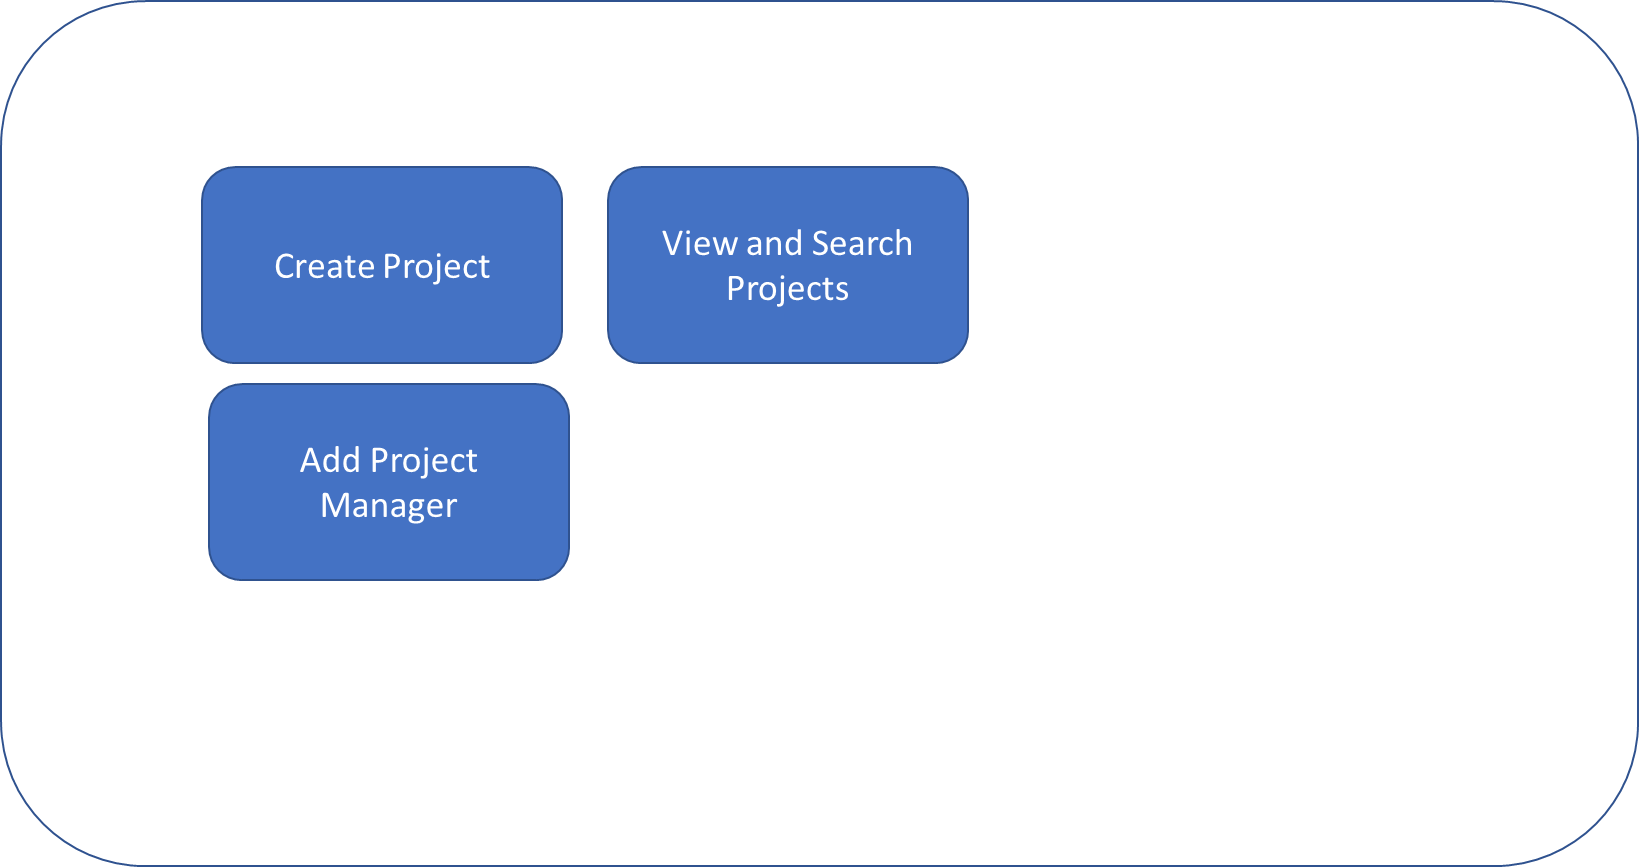 Create Project
View and Search
Projects
Add Project
Manager